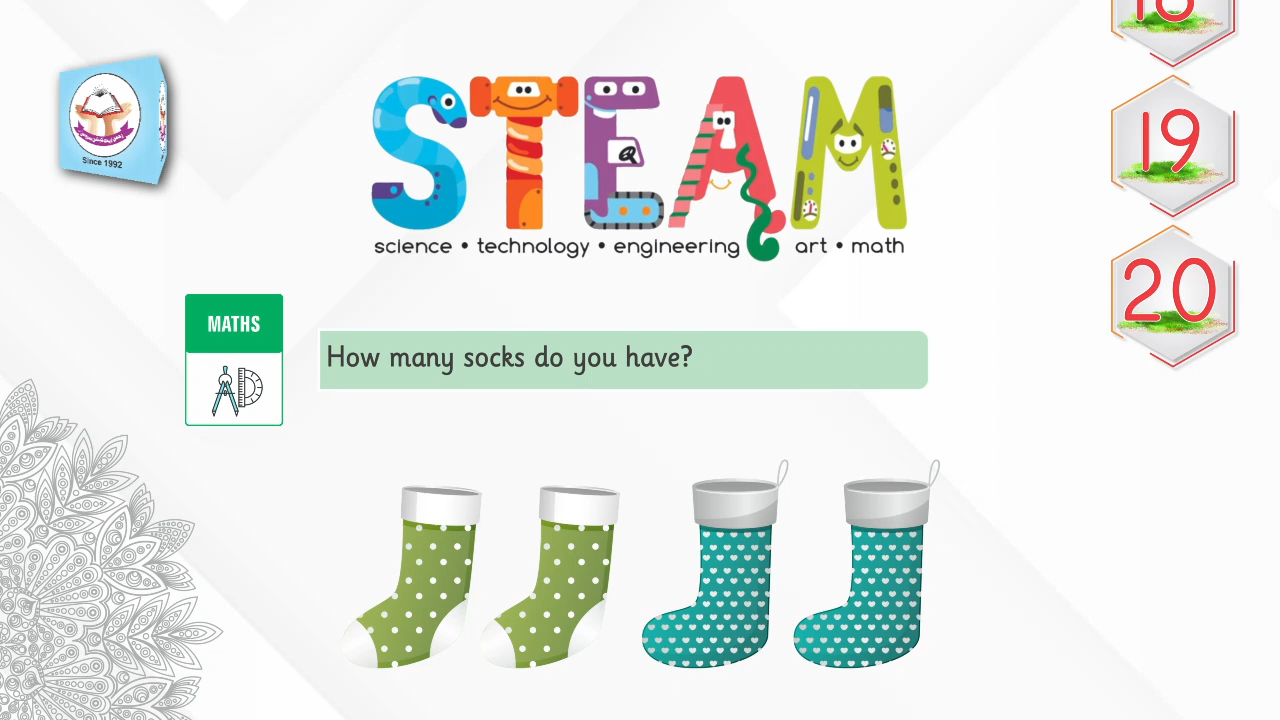 STEAM
science • technology • engineering art • math
Since 1992
MATHS
How many socks do you have?
19
20